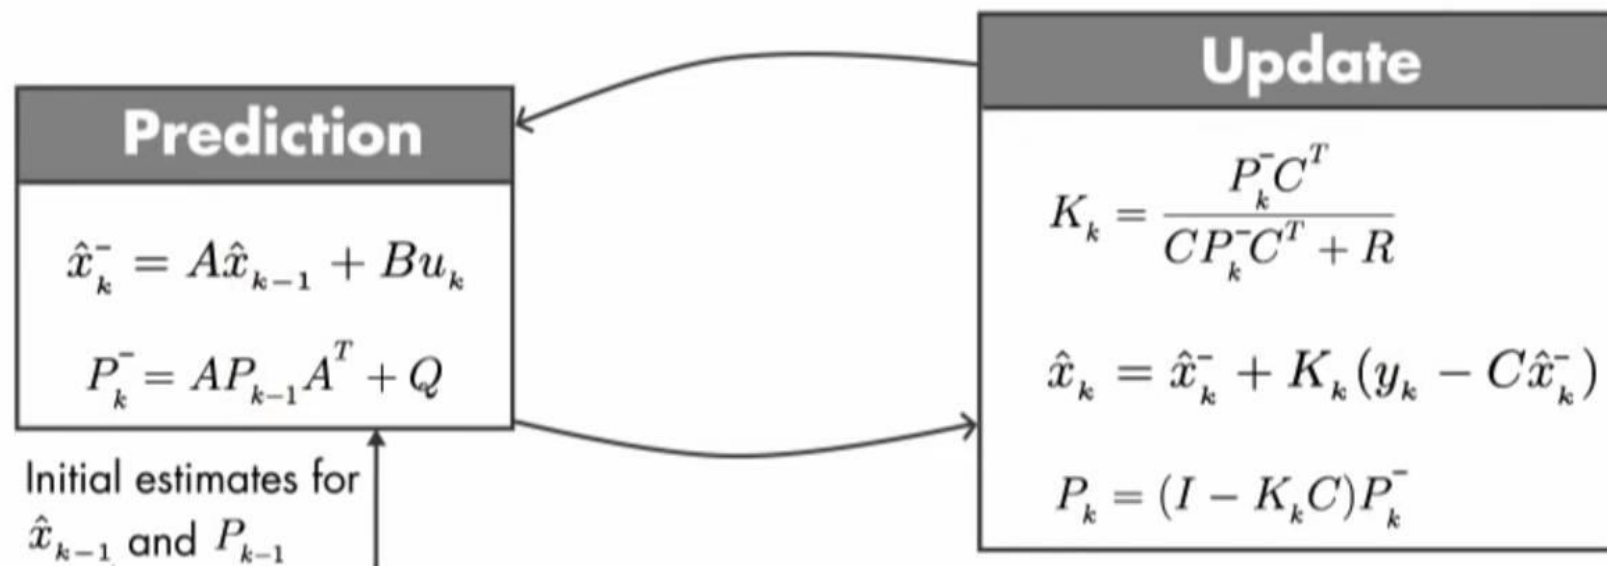 Prediction
x̂ₖ⁻ = Ax̂ₖ₋₁ + Buₖ
Pₖ⁻ = APₖ₋₁Aᵀ + Q
Initial estimates for
x̂ₖ₋₁ and Pₖ₋₁
Update
Kₖ = Pₖ⁻Cᵀ / (CPₖ⁻Cᵀ + R)
x̂ₖ = x̂ₖ⁻ + Kₖ(yₖ − Cx̂ₖ⁻)
Pₖ = (I − KₖC)Pₖ⁻